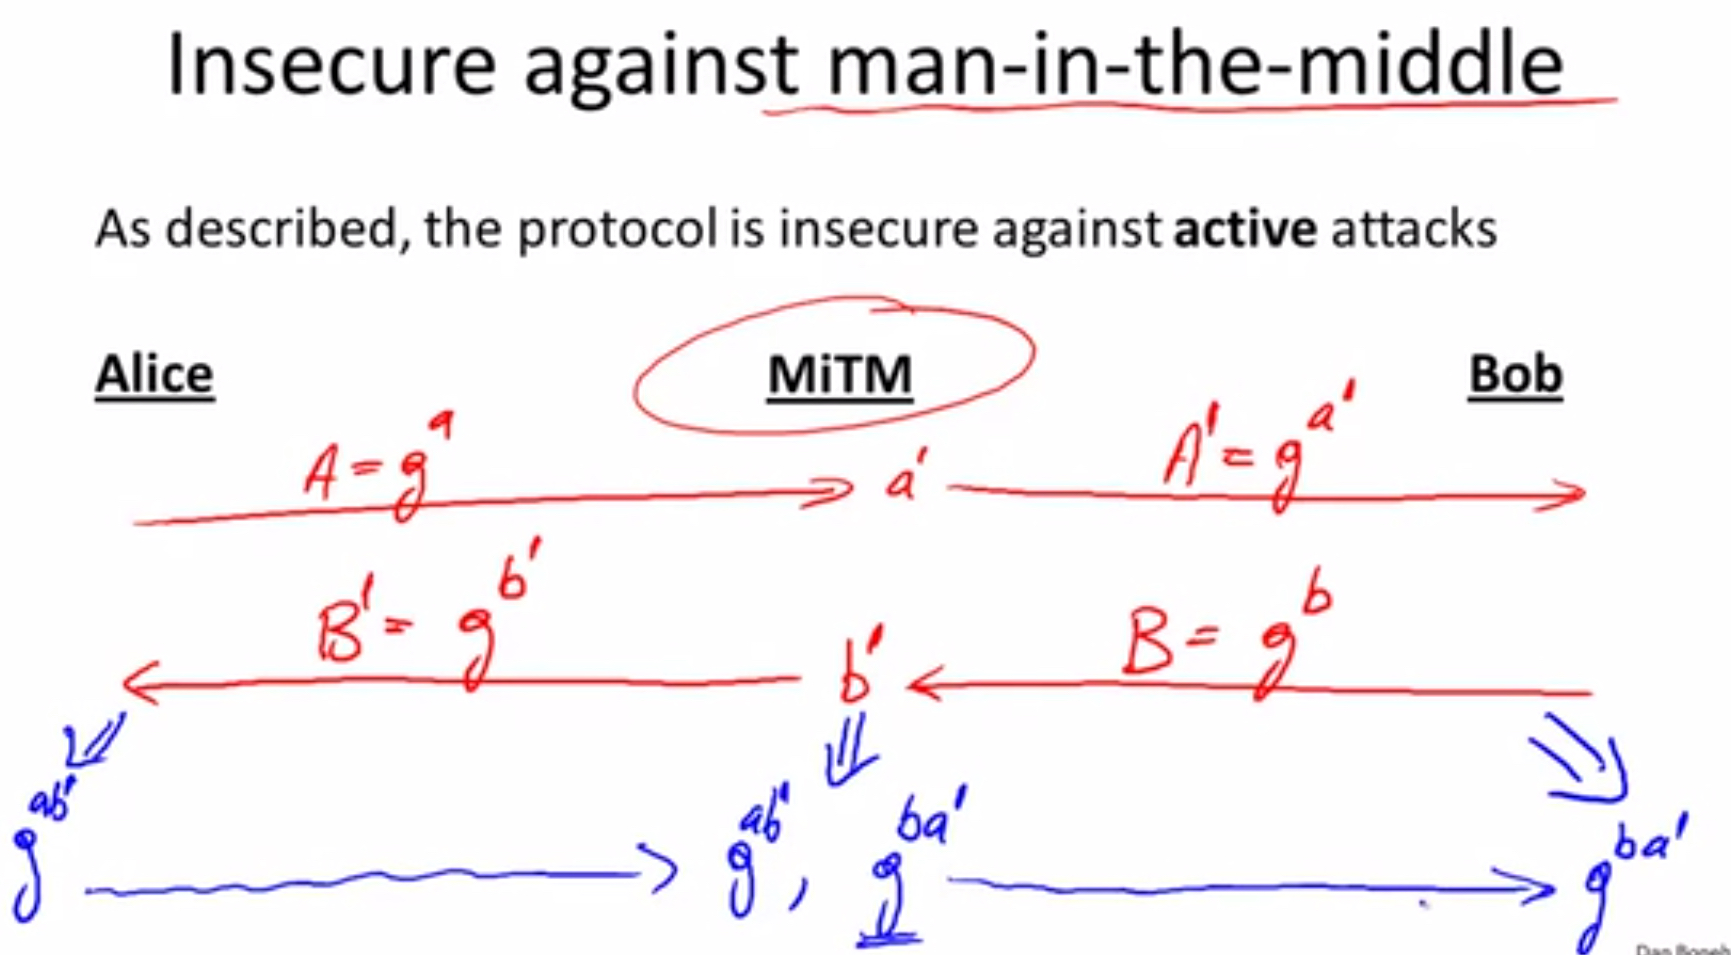 Insecure against man-in-the-middle
As described, the protocol is insecure against active attacks
Alice MiTM Bob
A = g^a a' A' = g^a'
B' = g^b' b' B = g^b
g^ab' g^ab', g^ba' g^ba'
Dan Boneh